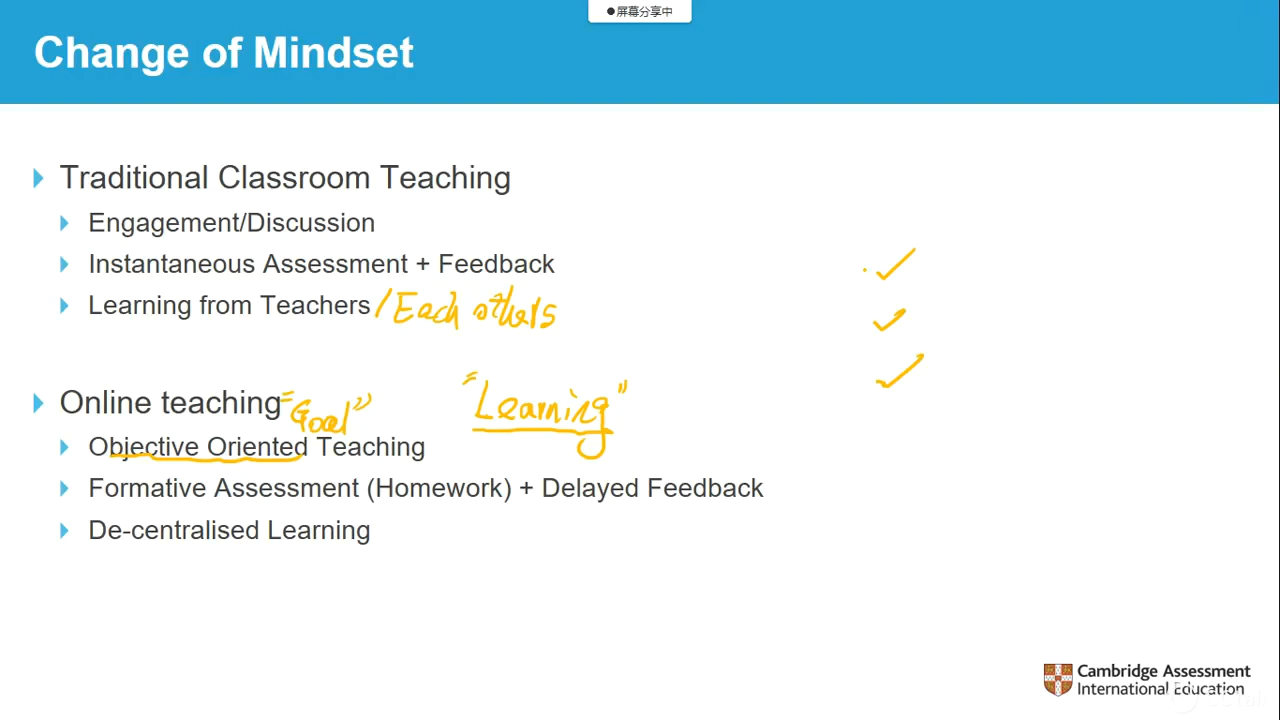 ●屏幕分享中
Change of Mindset
Traditional Classroom Teaching
Engagement/Discussion
Instantaneous Assessment + Feedback
Learning from Teachers /Each others
Online teaching "Goal" "Learning"
Objective Oriented Teaching
Formative Assessment (Homework) + Delayed Feedback
De-centralised Learning
Cambridge Assessment
International Education